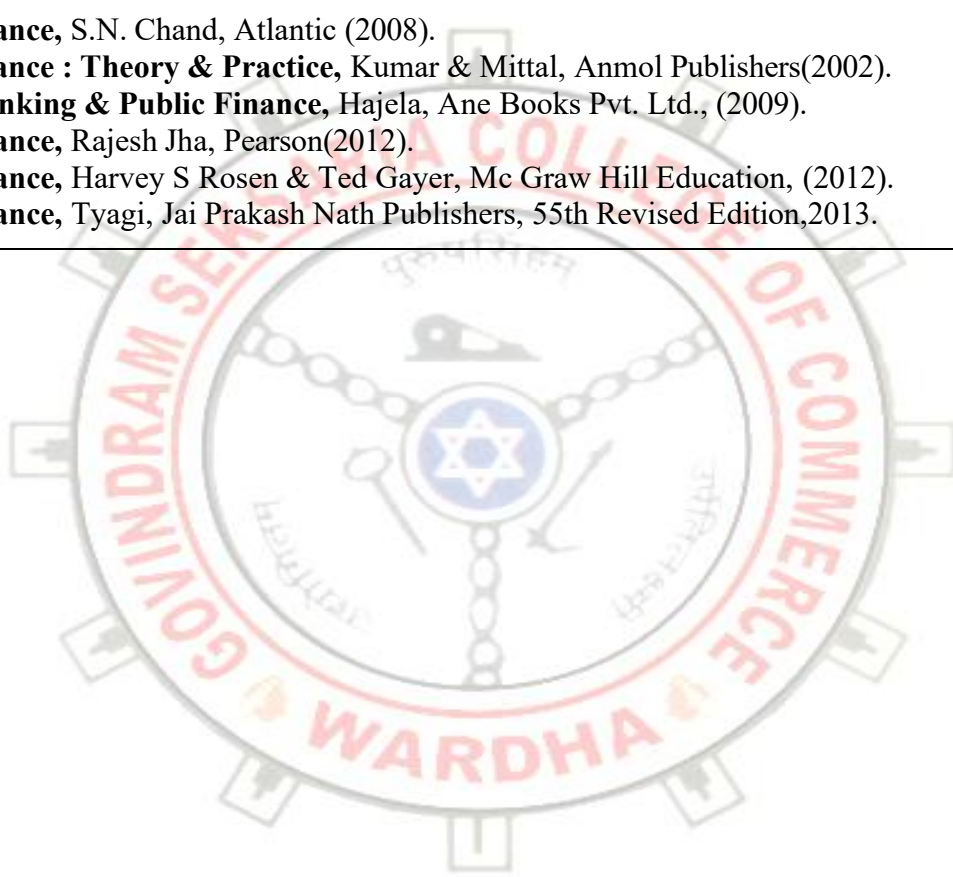 ance, S.N. Chand, Atlantic (2008).
ance : Theory & Practice, Kumar & Mittal, Anmol Publishers(2002).
nking & Public Finance, Hajela, Ane Books Pvt. Ltd., (2009).
ance, Rajesh Jha, Pearson(2012).
ance, Harvey S Rosen & Ted Gayer, Mc Graw Hill Education, (2012).
ance, Tyagi, Jai Prakash Nath Publishers, 55th Revised Edition,2013.
GOVINDRAM SEKSARIA COLLEGE OF COMMERCE
WARDHA